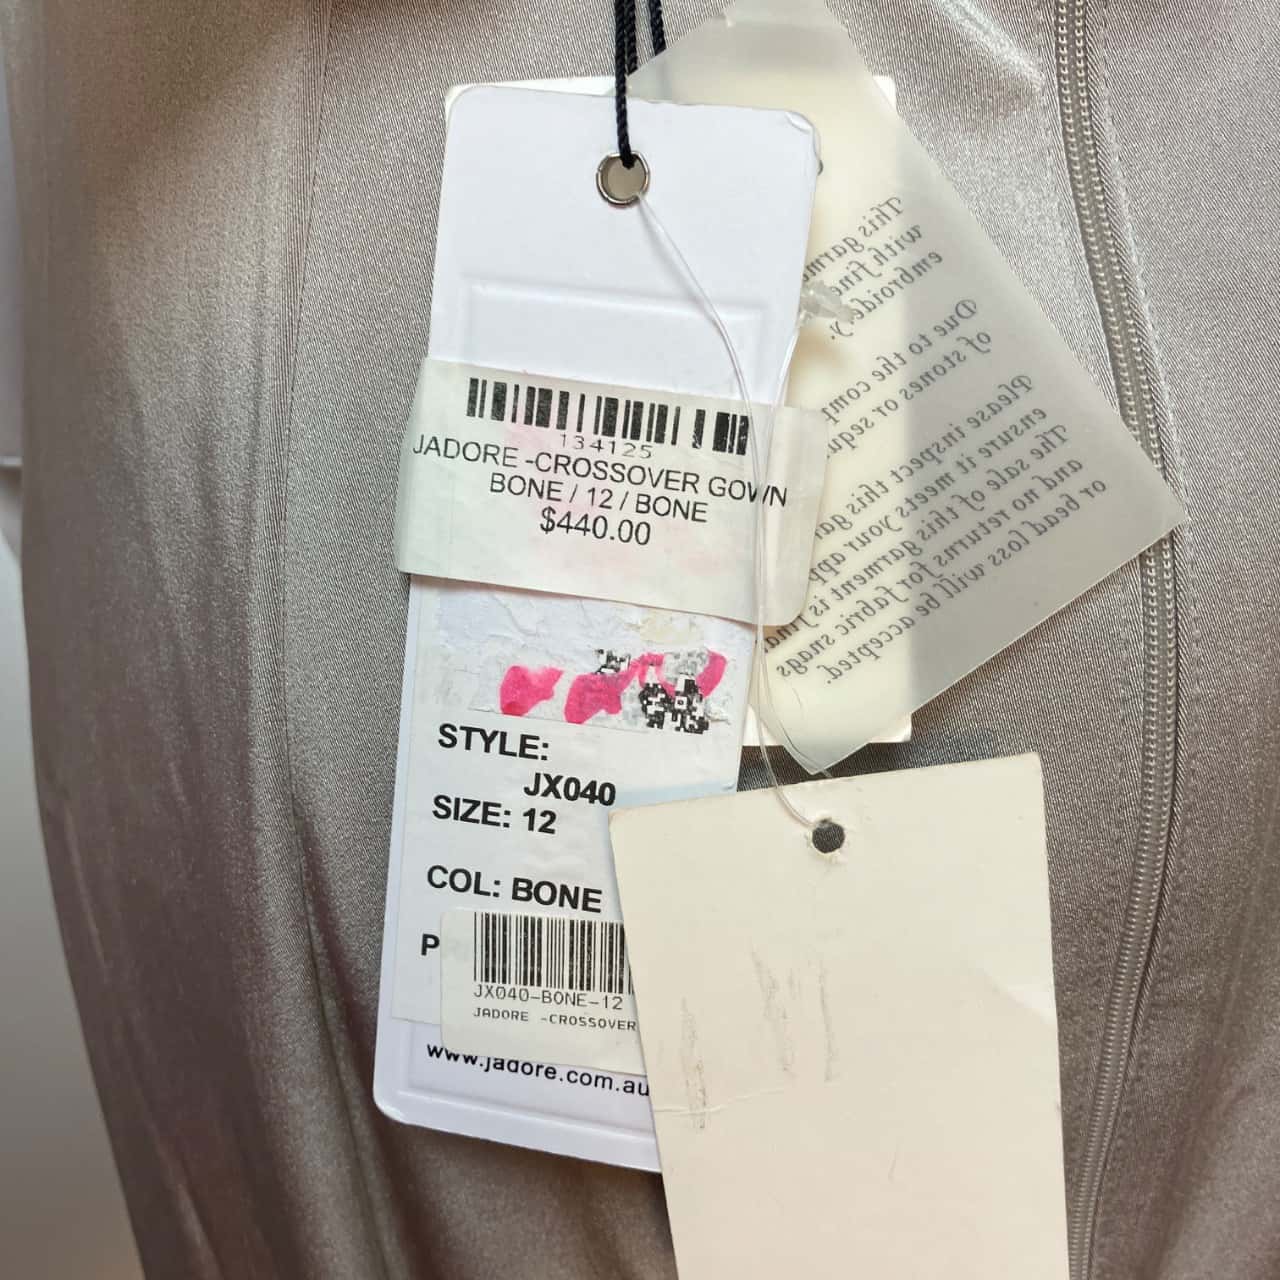 134125
JADORE -CROSSOVER GOWN
BONE / 12 / BONE
$440.00
STYLE:
JX040
SIZE: 12
COL: BONE
P
JX040-BONE-12
JADORE -CROSSOVER
www.jadore.com.au
This garm
with fine
embroidery.
Due to the comp
of stones or sequ
Please inspect this gar
ensure it meets your app
The sale of this garment is final
and no returns for fabric snags
or bead loss will be accepted.